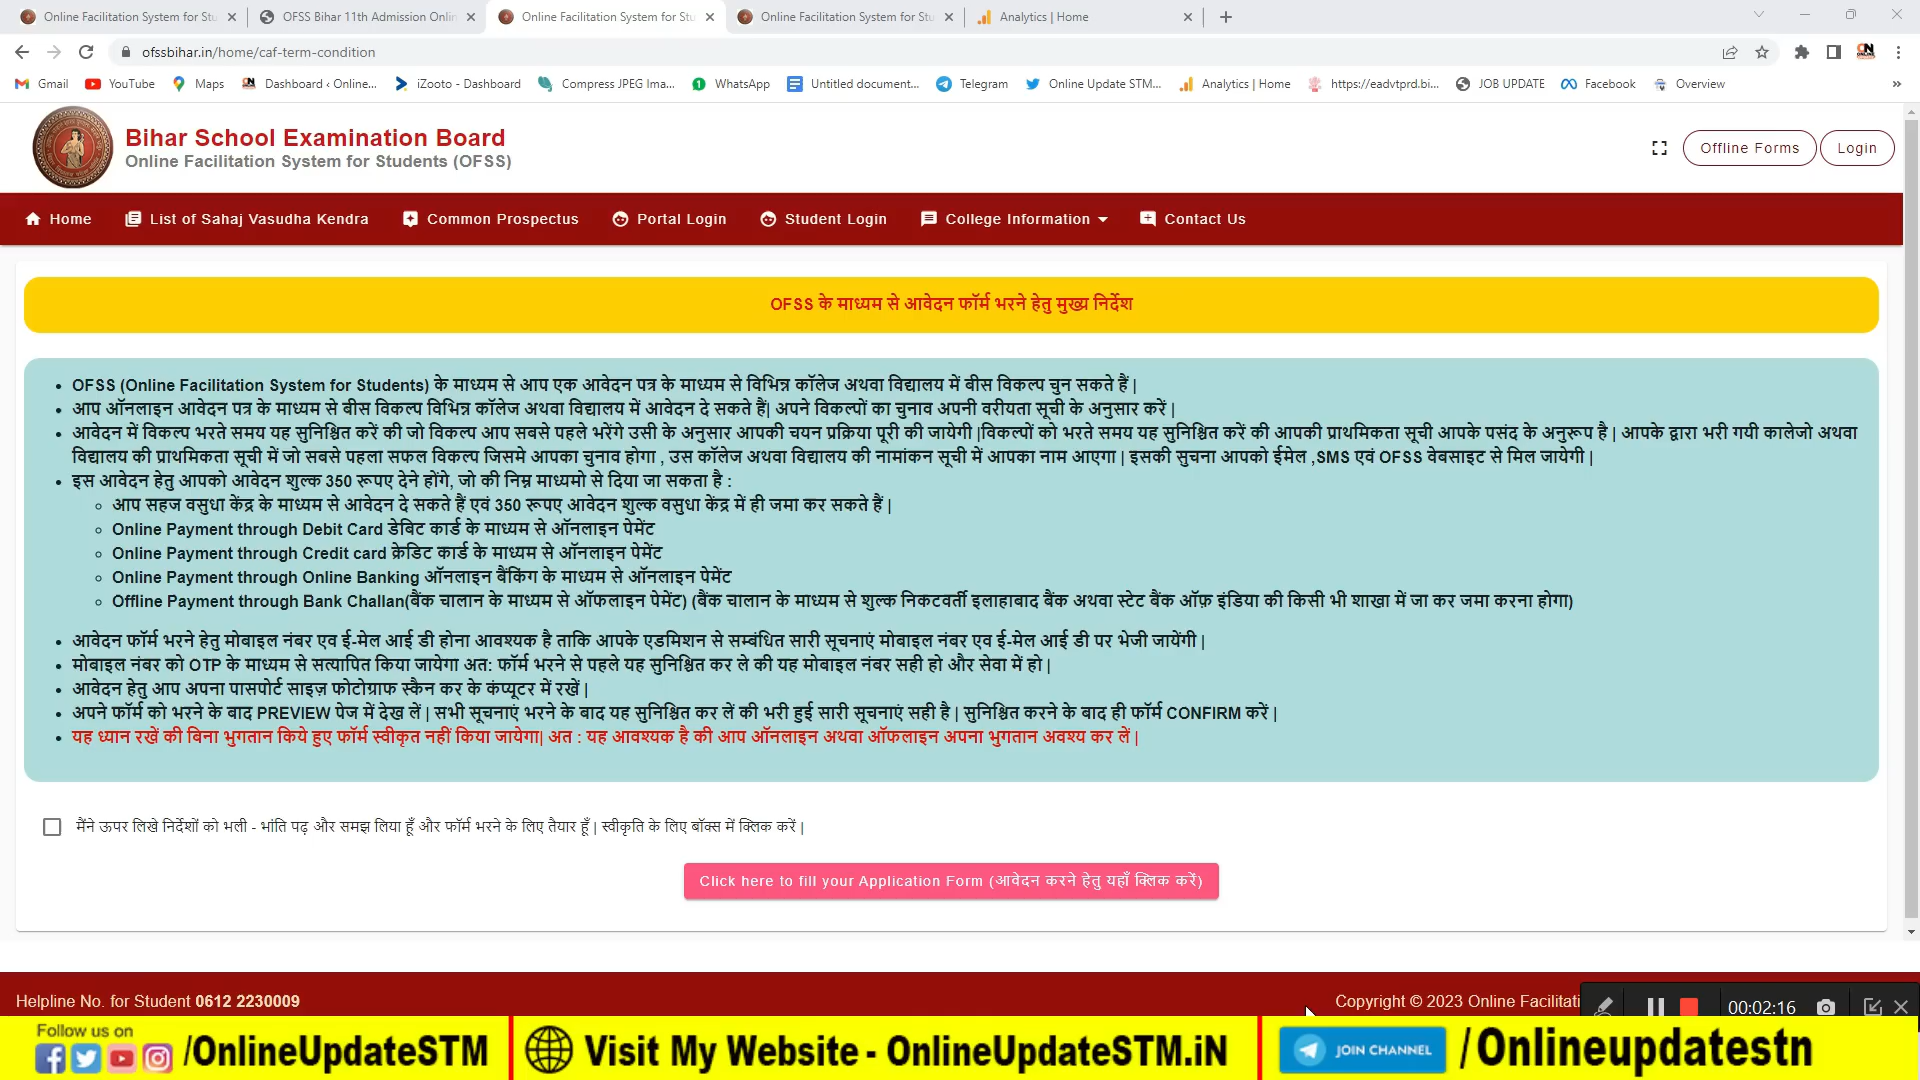 Online Facilitation System for Stu
OFSS Bihar 11th Admission Onlin
Online Facilitation System for Stu
Online Facilitation System for Stu
Analytics | Home
ofssbihar.in/home/caf-term-condition
Gmail
YouTube
Maps
Dashboard ‹ Online...
iZooto - Dashboard
Compress JPEG Ima...
WhatsApp
Untitled document...
Telegram
Online Update STM...
Analytics | Home
https://eadvtprd.bi...
JOB UPDATE
Facebook
Overview
»
Bihar School Examination Board
Online Facilitation System for Students (OFSS)
Offline Forms
Login
Home
List of Sahaj Vasudha Kendra
Common Prospectus
Portal Login
Student Login
College Information
Contact Us
OFSS के माध्यम से आवेदन फॉर्म भरने हेतु मुख्य निर्देश
OFSS (Online Facilitation System for Students) के माध्यम से आप एक आवेदन पत्र के माध्यम से विभिन्न कॉलेज अथवा विद्यालय में बीस विकल्प चुन सकते हैं |
आप ऑनलाइन आवेदन पत्र के माध्यम से बीस विकल्प विभिन्न कॉलेज अथवा विद्यालय में आवेदन दे सकते हैं| अपने विकल्पों का चुनाव अपनी वरीयता सूची के अनुसार करें |
आवेदन में विकल्प भरते समय यह सुनिश्चित करें की जो विकल्प आप सबसे पहले भरेंगे उसी के अनुसार आपकी चयन प्रक्रिया पूरी की जायेगी |विकल्पों को भरते समय यह सुनिश्चित करें की आपकी प्राथमिकता सूची आपके पसंद के अनुरूप है | आपके द्वारा भरी गयी कालेजो अथवा
विद्यालय की प्राथमिकता सूची में जो सबसे पहला सफल विकल्प जिसमे आपका चुनाव होगा , उस कॉलेज अथवा विद्यालय की नामांकन सूची में आपका नाम आएगा | इसकी सुचना आपको ईमेल ,SMS एवं OFSS वेबसाइट से मिल जायेगी |
इस आवेदन हेतु आपको आवेदन शुल्क 350 रूपए देने होंगे, जो की निम्न माध्यमो से दिया जा सकता है :
आप सहज वसुधा केंद्र के माध्यम से आवेदन दे सकते हैं एवं 350 रूपए आवेदन शुल्क वसुधा केंद्र में ही जमा कर सकते हैं |
Online Payment through Debit Card डेबिट कार्ड के माध्यम से ऑनलाइन पेमेंट
Online Payment through Credit card क्रेडिट कार्ड के माध्यम से ऑनलाइन पेमेंट
Online Payment through Online Banking ऑनलाइन बैंकिंग के माध्यम से ऑनलाइन पेमेंट
Offline Payment through Bank Challan(बैंक चालान के माध्यम से ऑफलाइन पेमेंट) (बैंक चालान के माध्यम से शुल्क निकटवर्ती इलाहाबाद बैंक अथवा स्टेट बैंक ऑफ़ इंडिया की किसी भी शाखा में जा कर जमा करना होगा)
आवेदन फॉर्म भरने हेतु मोबाइल नंबर एव ई-मेल आई डी होना आवश्यक है ताकि आपके एडमिशन से सम्बंधित सारी सूचनाएं मोबाइल नंबर एव ई-मेल आई डी पर भेजी जायेंगी |
मोबाइल नंबर को OTP के माध्यम से सत्यापित किया जायेगा अत: फॉर्म भरने से पहले यह सुनिश्चित कर ले की यह मोबाइल नंबर सही हो और सेवा में हो |
आवेदन हेतु आप अपना पासपोर्ट साइज़ फोटोग्राफ स्कैन कर के कंप्यूटर में रखें |
अपने फॉर्म को भरने के बाद PREVIEW पेज में देख लें | सभी सूचनाएं भरने के बाद यह सुनिश्चित कर लें की भरी हुई सारी सूचनाएं सही है | सुनिश्चित करने के बाद ही फॉर्म CONFIRM करें |
यह ध्यान रखें की बिना भुगतान किये हुए फॉर्म स्वीकृत नहीं किया जायेगा| अत : यह आवश्यक है की आप ऑनलाइन अथवा ऑफलाइन अपना भुगतान अवश्य कर लें |
मैंने ऊपर लिखे निर्देशों को भली - भांति पढ़ और समझ लिया हूँ और फॉर्म भरने के लिए तैयार हूँ | स्वीकृति के लिए बॉक्स में क्लिक करें |
Click here to fill your Application Form (आवेदन करने हेतु यहाँ क्लिक करें)
Helpline No. for Student 0612 2230009
Copyright © 2023 Online Facilitati
00:02:16
Follow us on
/OnlineUpdateSTM
Visit My Website - OnlineUpdateSTM.iN
JOIN CHANNEL
/Onlineupdatestn